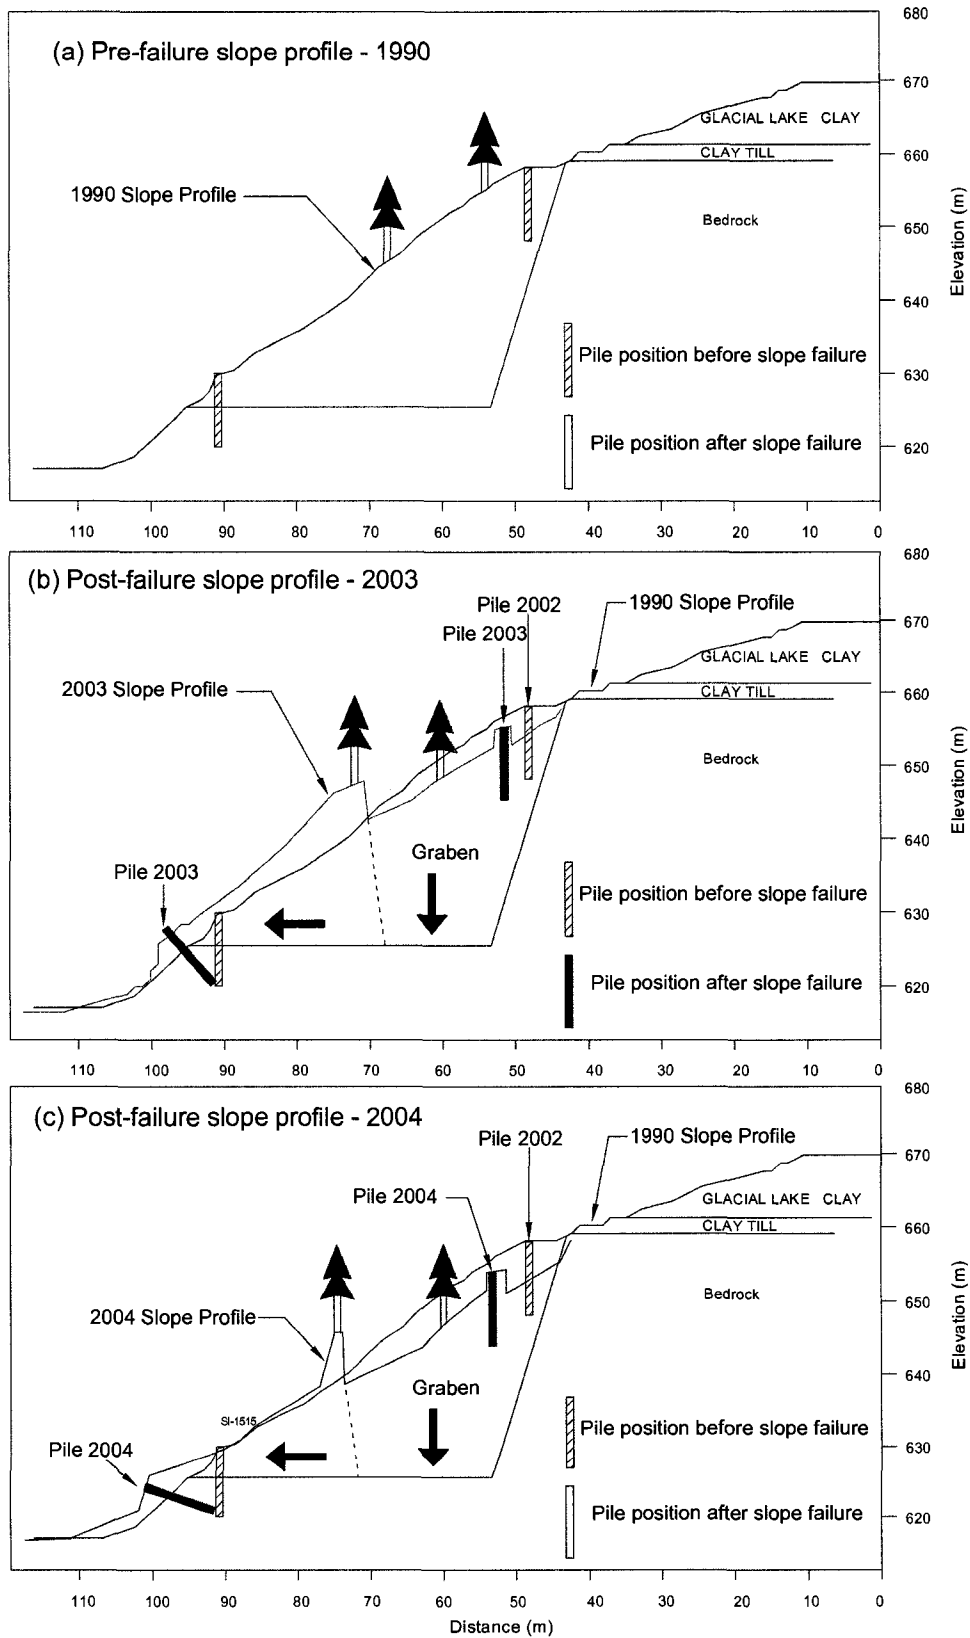 680
(a) Pre-failure slope profile - 1990
670
GLACIAL LAKE CLAY
CLAY TILL
660
1990 Slope Profile
Bedrock
650
Elevation (m)
640
Pile position before slope failure
630
Pile position after slope failure
620
110 100 90 80 70 60 50 40 30 20 10 0
680
(b) Post-failure slope profile - 2003
Pile 2002
1990 Slope Profile
670
Pile 2003
GLACIAL LAKE CLAY
2003 Slope Profile
CLAY TILL
660
Bedrock
650
Elevation (m)
640
Graben
Pile 2003
Pile position before slope failure
630
Pile position after slope failure
620
110 100 90 80 70 60 50 40 30 20 10 0
680
(c) Post-failure slope profile - 2004
Pile 2002
1990 Slope Profile
670
Pile 2004
GLACIAL LAKE CLAY
CLAY TILL
660
Bedrock
650
Elevation (m)
2004 Slope Profile
640
Graben
SI-1515
Pile position before slope failure
Pile 2004
630
Pile position after slope failure
620
110 100 90 80 70 60 50 40 30 20 10 0
Distance (m)